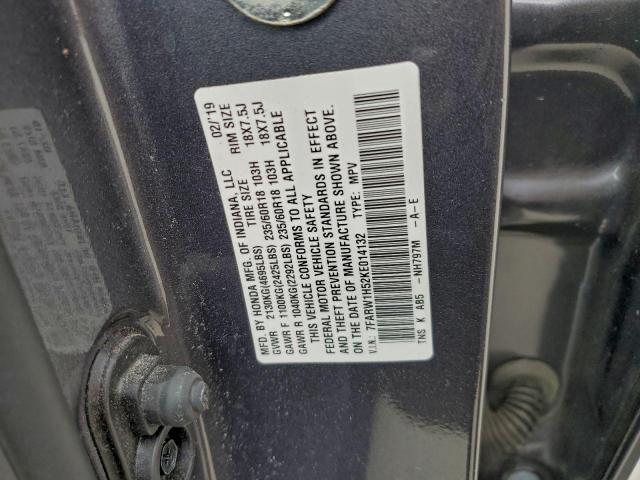 MFD. BY HONDA MFG. OF INDIANA, LLC 02/'19
GVWR 2130KG(4695LBS) TIRE SIZE RIM SIZE
GAWR F 1100KG(2425LBS) 235/60R18 103H 18X7.5J
GAWR R 1040KG(2292LBS) 235/60R18 103H 18X7.5J
THIS VEHICLE CONFORMS TO ALL APPLICABLE
FEDERAL MOTOR VEHICLE SAFETY
AND THEFT PREVENTION STANDARDS IN EFFECT
ON THE DATE OF MANUFACTURE SHOWN ABOVE.
V.I.N.: 7FARW1H52KE014132 TYPE: MPV
TNS K AB5 -NH797M -A-E